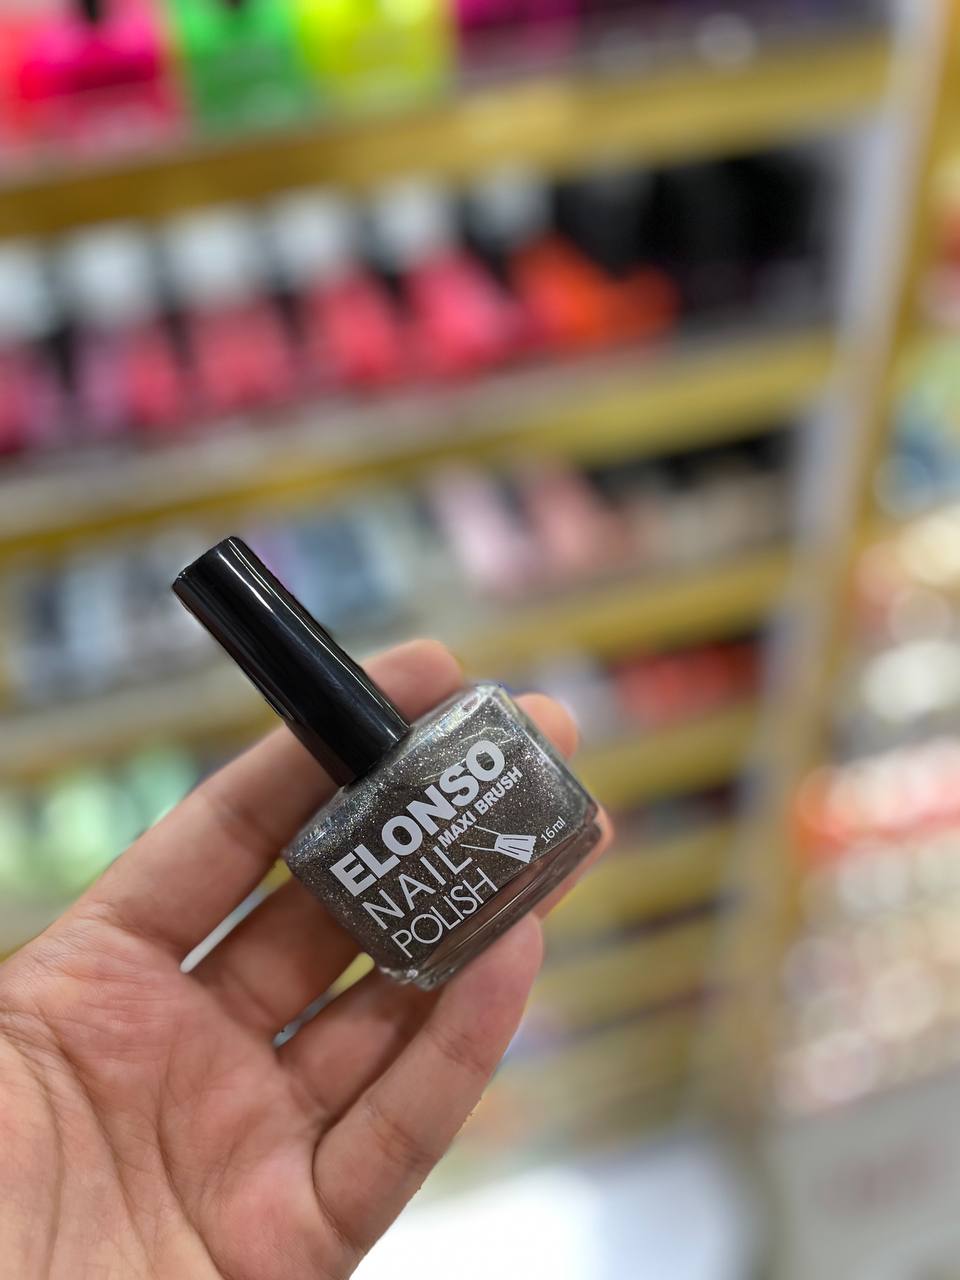 ELONSO
MAXI BRUSH
NAIL
POLISH
16ml